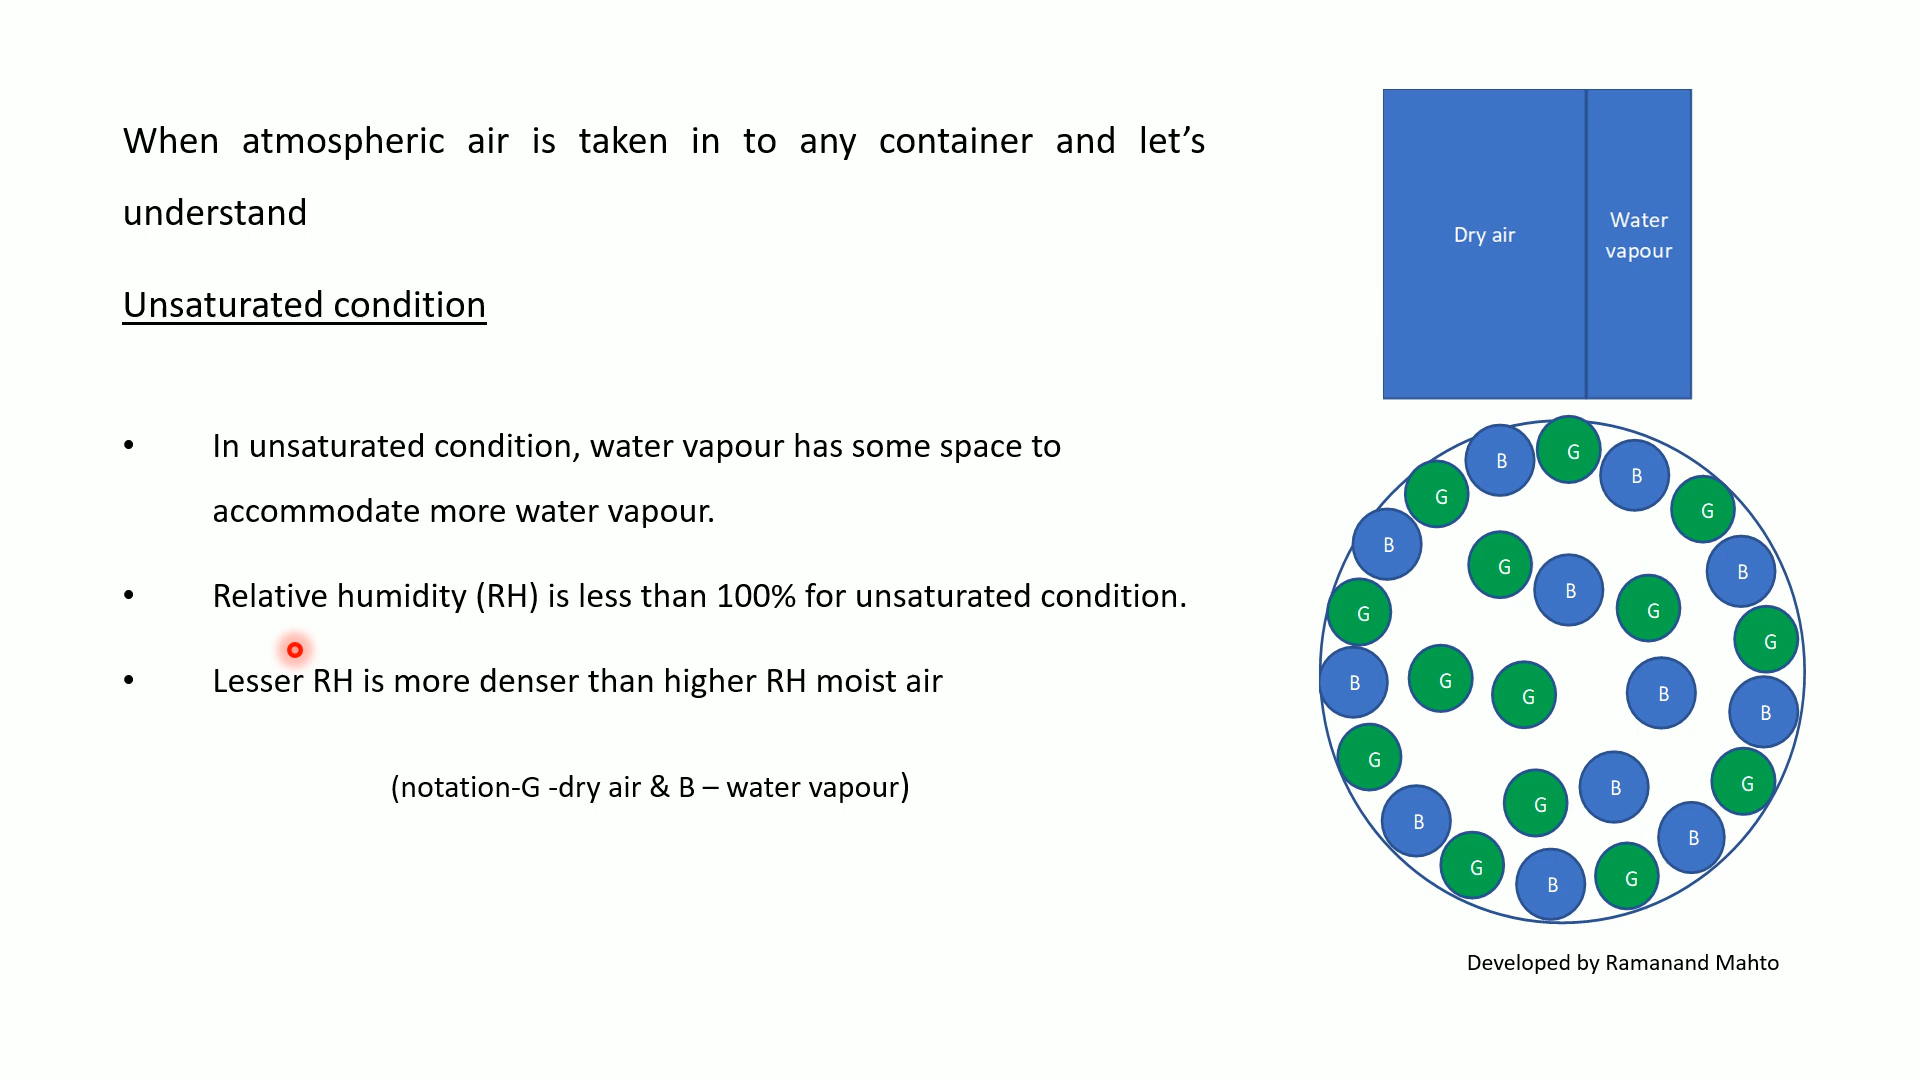 When atmospheric air is taken in to any container and let’s
understand
Unsaturated condition
• In unsaturated condition, water vapour has some space to
accommodate more water vapour.
• Relative humidity (RH) is less than 100% for unsaturated condition.
• Lesser RH is more denser than higher RH moist air
(notation-G -dry air & B – water vapour)
Dry air
Water
vapour
G
B
B
G
G
B
B
G
B
G
G
G
B
G
G
B
B
B
G
G
B
G
B
B
G
G
B
Developed by Ramanand Mahto